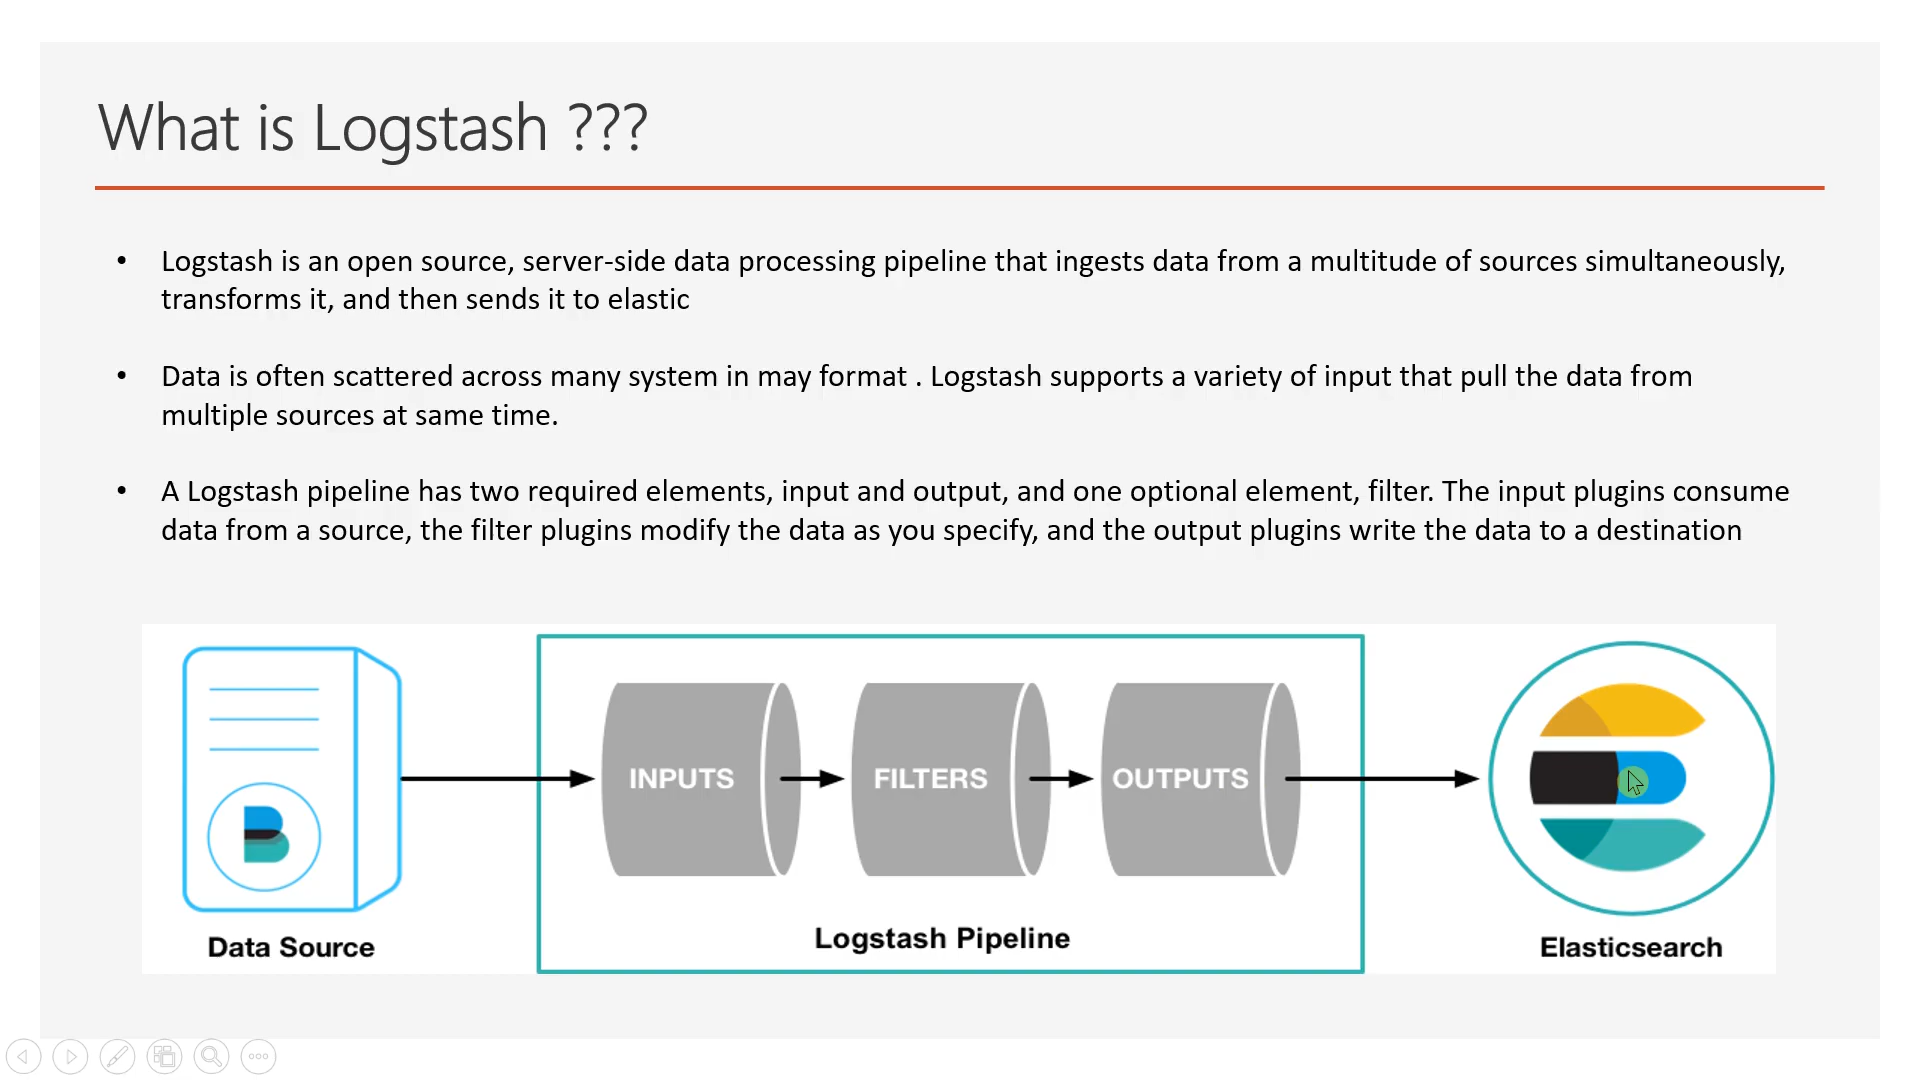 What is Logstash ???
• Logstash is an open source, server-side data processing pipeline that ingests data from a multitude of sources simultaneously,
transforms it, and then sends it to elastic
• Data is often scattered across many system in may format . Logstash supports a variety of input that pull the data from
multiple sources at same time.
• A Logstash pipeline has two required elements, input and output, and one optional element, filter. The input plugins consume
data from a source, the filter plugins modify the data as you specify, and the output plugins write the data to a destination
INPUTS
FILTERS
OUTPUTS
Data Source
Logstash Pipeline
Elasticsearch